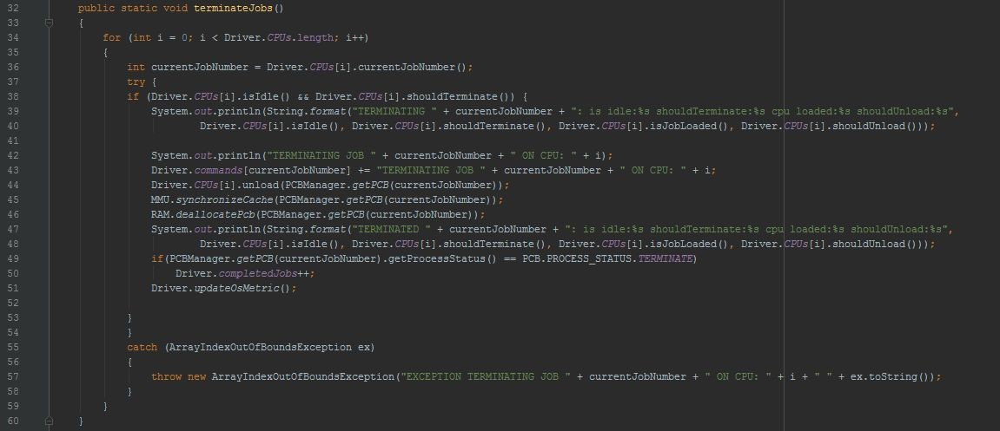 32 public static void terminateJobs()
33 {
34 for (int i = 0; i < Driver.CPUs.length; i++)
35 {
36 int currentJobNumber = Driver.CPUs[i].currentJobNumber();
37 try {
38 if (Driver.CPUs[i].isIdle() && Driver.CPUs[i].shouldTerminate()) {
39 System.out.println(String.format("TERMINATING " + currentJobNumber + ": is idle:%s shouldTerminate:%s cpu loaded:%s shouldUnload:%s",
40 Driver.CPUs[i].isIdle(), Driver.CPUs[i].shouldTerminate(), Driver.CPUs[i].isJobLoaded(), Driver.CPUs[i].shouldUnload()));
41
42 System.out.println("TERMINATING JOB " + currentJobNumber + " ON CPU: " + i);
43 Driver.commands[currentJobNumber] += "TERMINATING JOB " + currentJobNumber + " ON CPU: " + i;
44 Driver.CPUs[i].unload(PCBManager.getPCB(currentJobNumber));
45 MMU.synchronizeCache(PCBManager.getPCB(currentJobNumber));
46 RAM.deallocatePcb(PCBManager.getPCB(currentJobNumber));
47 System.out.println(String.format("TERMINATED " + currentJobNumber + ": is idle:%s shouldTerminate:%s cpu loaded:%s shouldUnload:%s",
48 Driver.CPUs[i].isIdle(), Driver.CPUs[i].shouldTerminate(), Driver.CPUs[i].isJobLoaded(), Driver.CPUs[i].shouldUnload()));
49 if(PCBManager.getPCB(currentJobNumber).getProcessStatus() == PCB.PROCESS_STATUS.TERMINATE)
50 Driver.completedJobs++;
51 Driver.updateOsMetric();
52
53 }
54 }
55 catch (ArrayIndexOutOfBoundsException ex)
56 {
57 throw new ArrayIndexOutOfBoundsException("EXCEPTION TERMINATING JOB " + currentJobNumber + " ON CPU: " + i + " " + ex.toString());
58 }
59 }
60 }